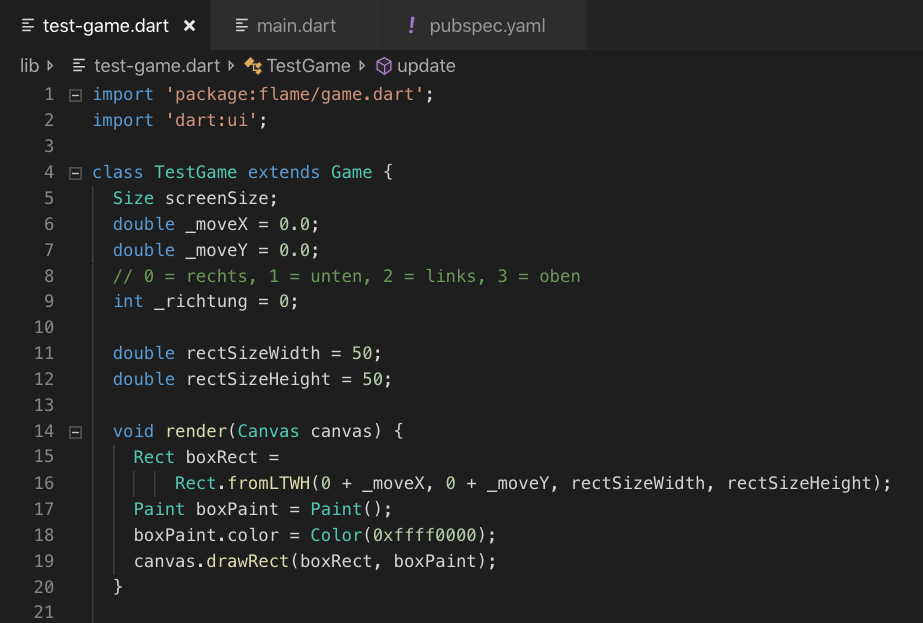 test-game.dart × main.dart ! pubspec.yaml
lib test-game.dart TestGame update
1 import 'package:flame/game.dart';
2 import 'dart:ui';
3
4 class TestGame extends Game {
5 Size screenSize;
6 double _moveX = 0.0;
7 double _moveY = 0.0;
8 // 0 = rechts, 1 = unten, 2 = links, 3 = oben
9 int _richtung = 0;
10
11 double rectSizeWidth = 50;
12 double rectSizeHeight = 50;
13
14 void render(Canvas canvas) {
15 Rect boxRect =
16 Rect.fromLTWH(0 + _moveX, 0 + _moveY, rectSizeWidth, rectSizeHeight);
17 Paint boxPaint = Paint();
18 boxPaint.color = Color(0xffff0000);
19 canvas.drawRect(boxRect, boxPaint);
20 }
21